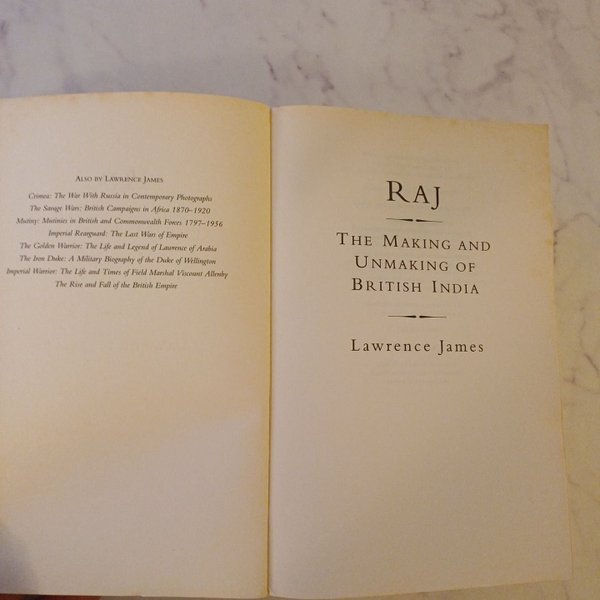 ALSO BY LAWRENCE JAMES
Crimea: The War With Russia in Contemporary Photographs
The Savage Wars: British Campaigns in Africa 1870–1920
Mutiny: Mutinies in British and Commonwealth Forces 1797–1956
Imperial Rearguard: The Last Wars of Empire
The Golden Warrior: The Life and Legend of Lawrence of Arabia
The Iron Duke: A Military Biography of the Duke of Wellington
Imperial Warrior: The Life and Times of Field Marshal Viscount Allenby
The Rise and Fall of the British Empire
RAJ
THE MAKING AND
UNMAKING OF
BRITISH INDIA
Lawrence James